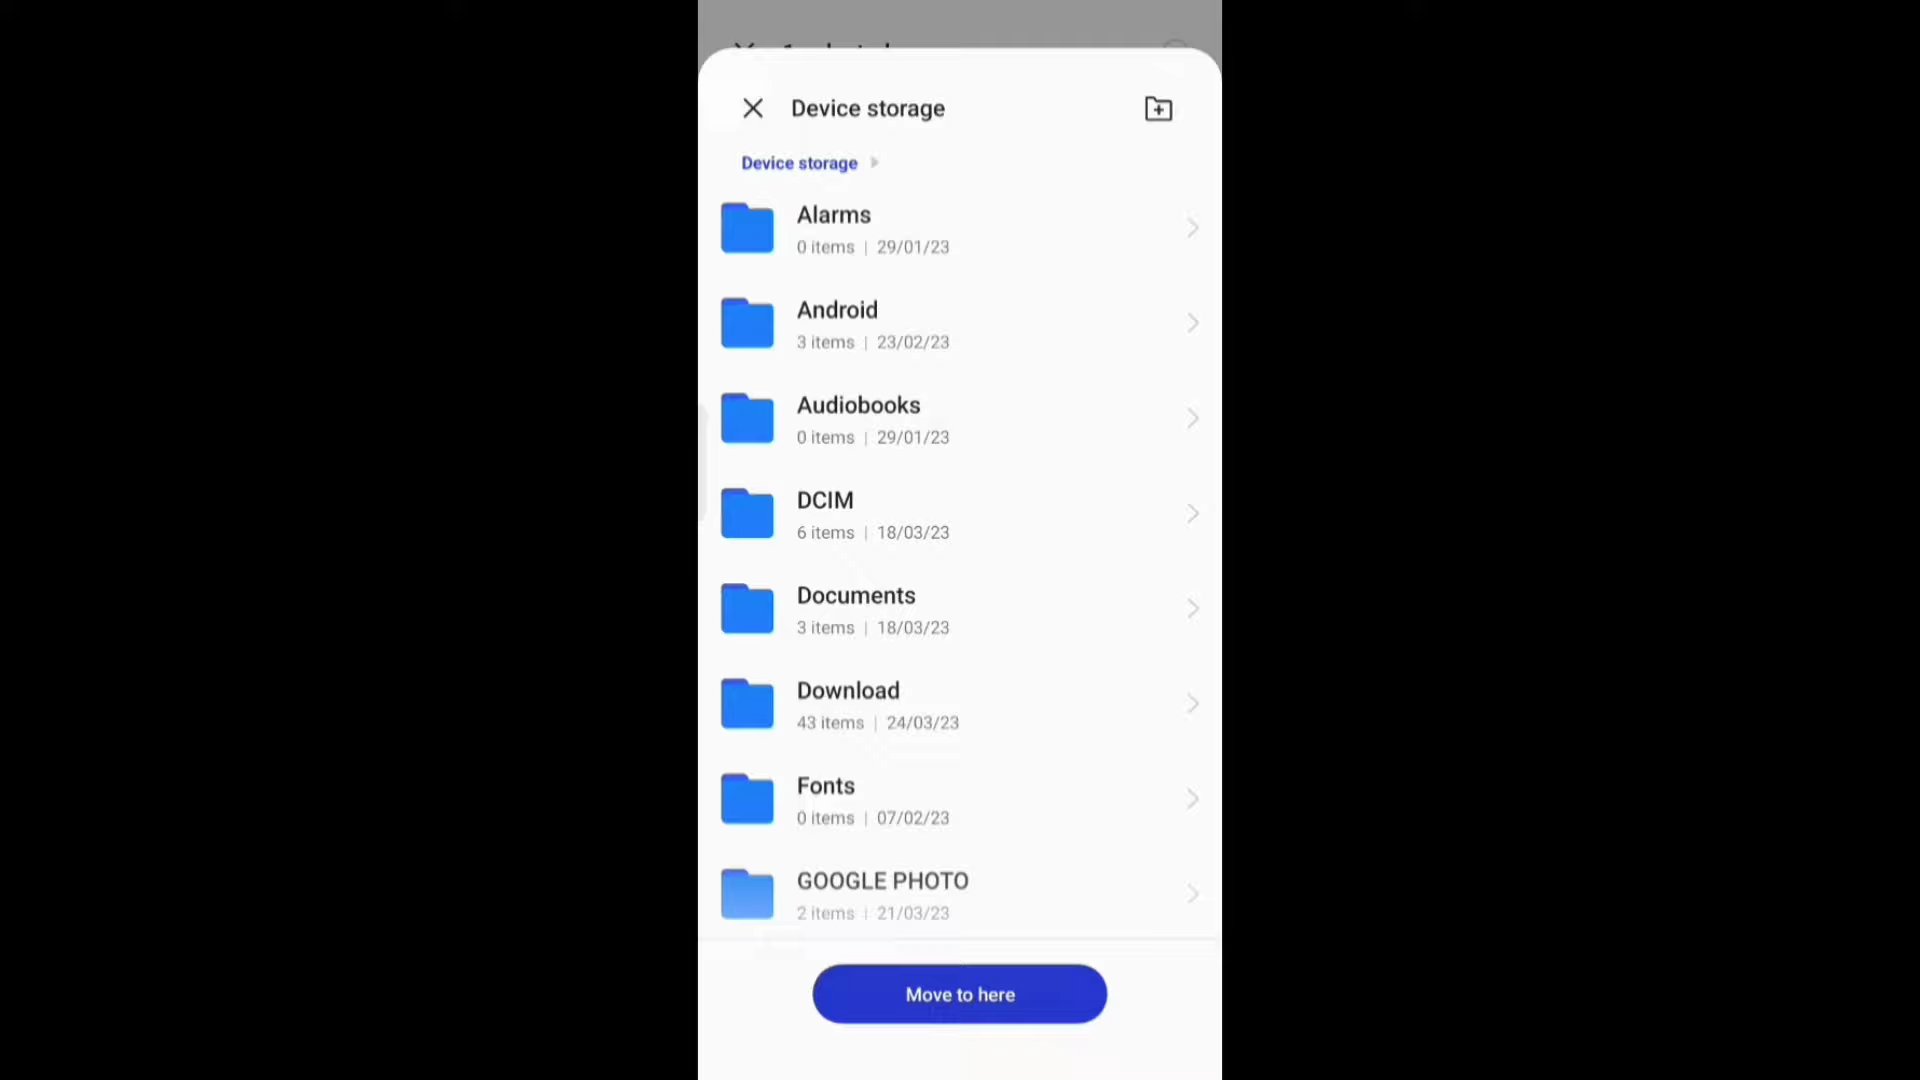 Device storage
Device storage
Alarms
0 items | 29/01/23
Android
3 items | 23/02/23
Audiobooks
0 items | 29/01/23
DCIM
6 items | 18/03/23
Documents
3 items | 18/03/23
Download
43 items | 24/03/23
Fonts
0 items | 07/02/23
GOOGLE PHOTO
2 items | 21/03/23
Move to here